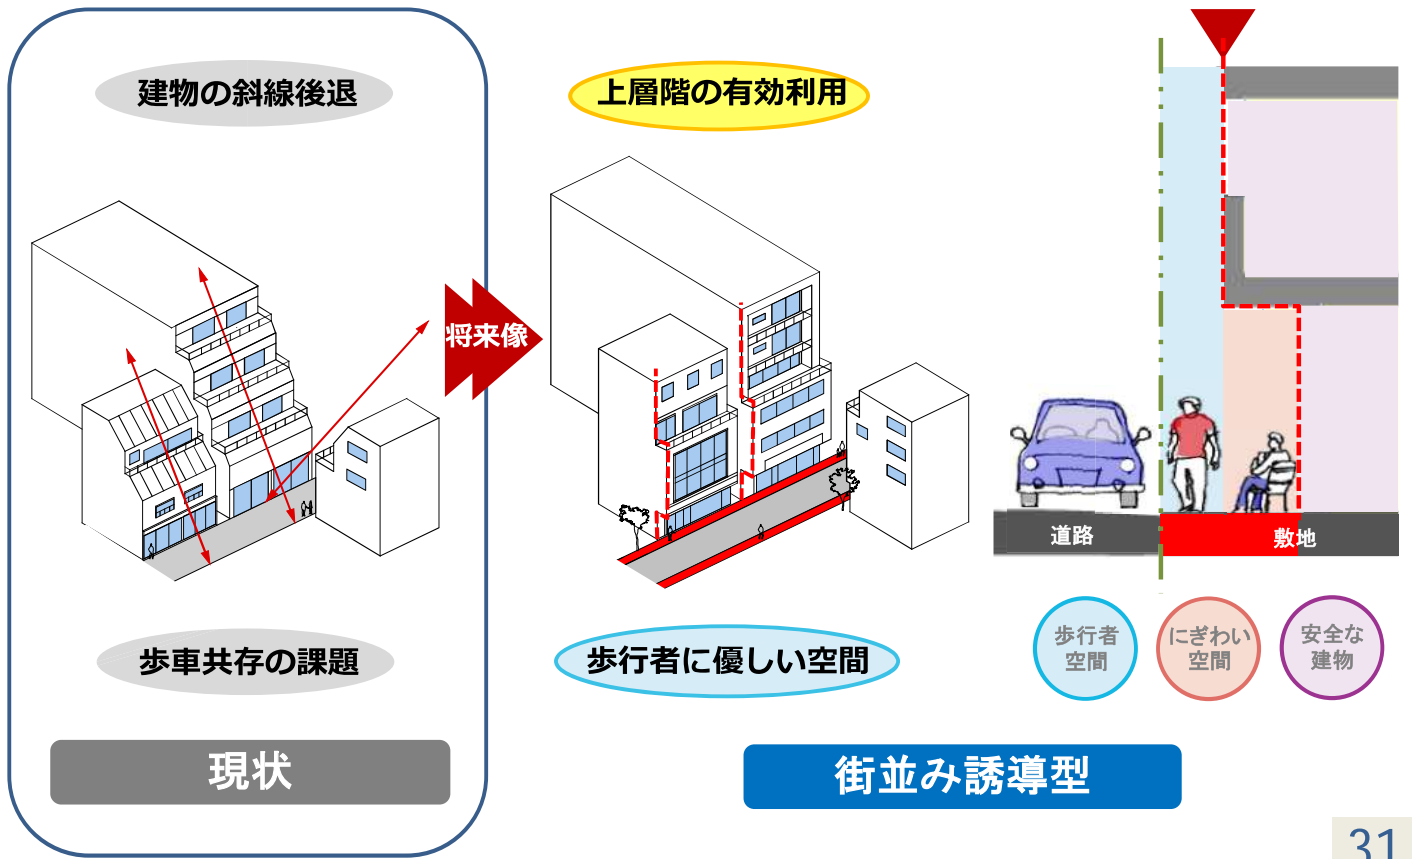 建物の斜線後退
上層階の有効利用
将来像
道路
敷地
歩車共存の課題
歩行者に優しい空間
歩行者
空間
にぎわい
空間
安全な
建物
現状
街並み誘導型
31